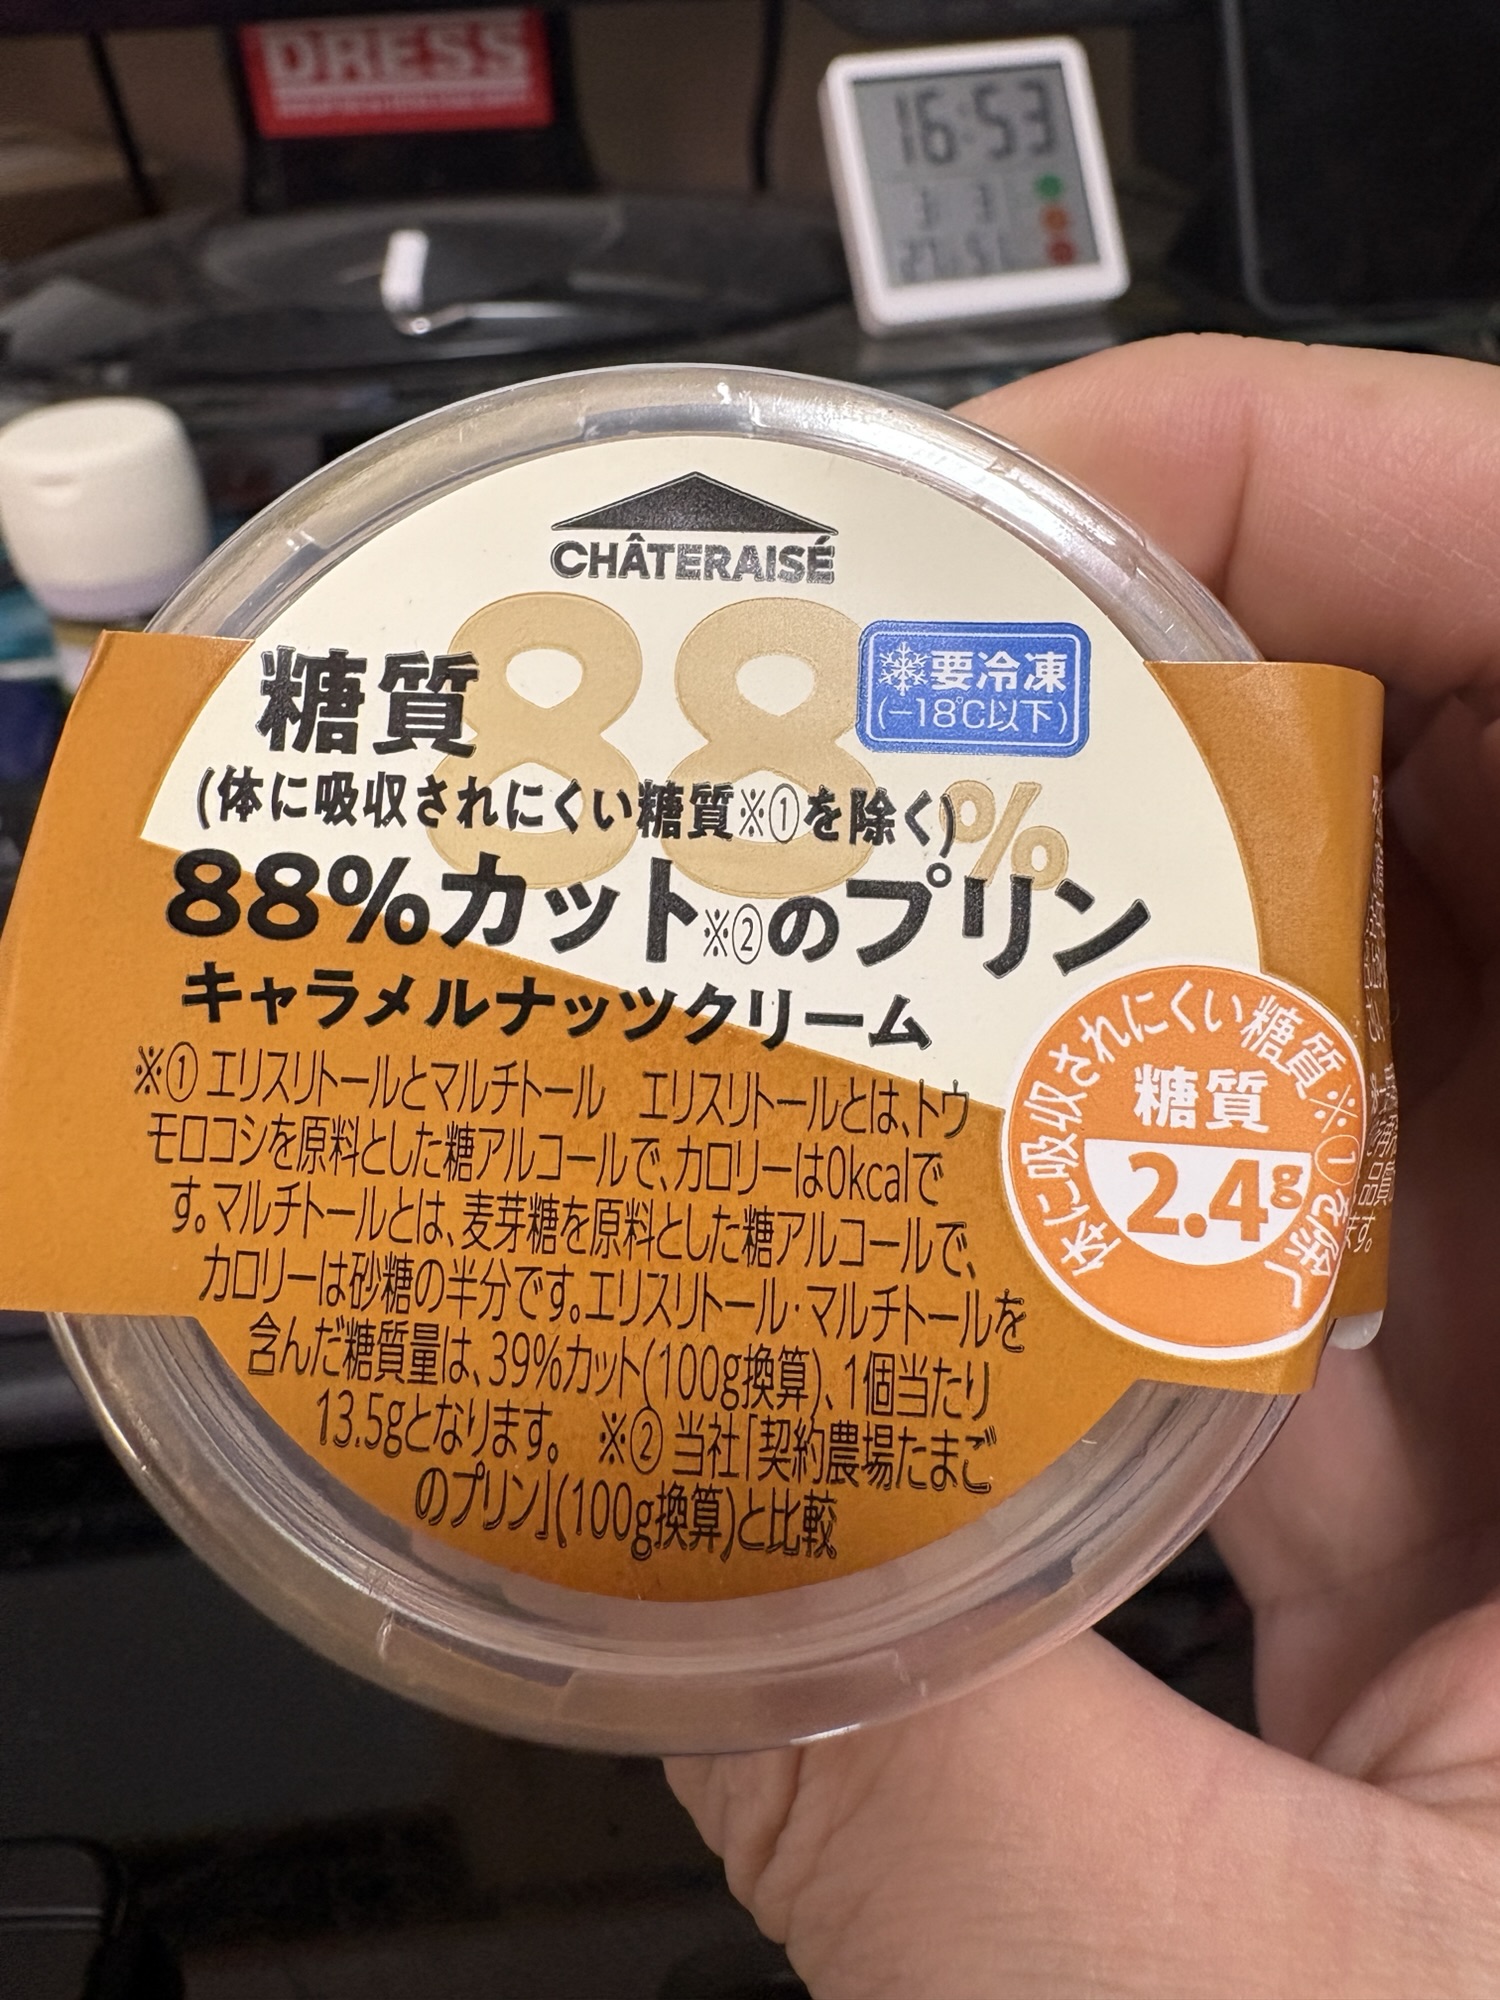 DRESS
16:53
CHÂTERAISÉ
88%
要冷凍
(-18℃以下)
糖質
(体に吸収されにくい糖質※①を除く)
88%カット※②のプリン
キャラメルナッツクリーム
※① エリスリトールとマルチトール　エリスリトールとは、トウ
モロコシを原料とした糖アルコールで、カロリーは0kcalで
す。マルチトールとは、麦芽糖を原料とした糖アルコールで、
カロリーは砂糖の半分です。エリスリトール・マルチトールを
含んだ糖質量は、39%カット(100g換算)、1個当たり
13.5gとなります。　※② 当社「契約農場たまご
のプリン」(100g換算)と比較
体に吸収されにくい糖質※①を除く
糖質
2.4g